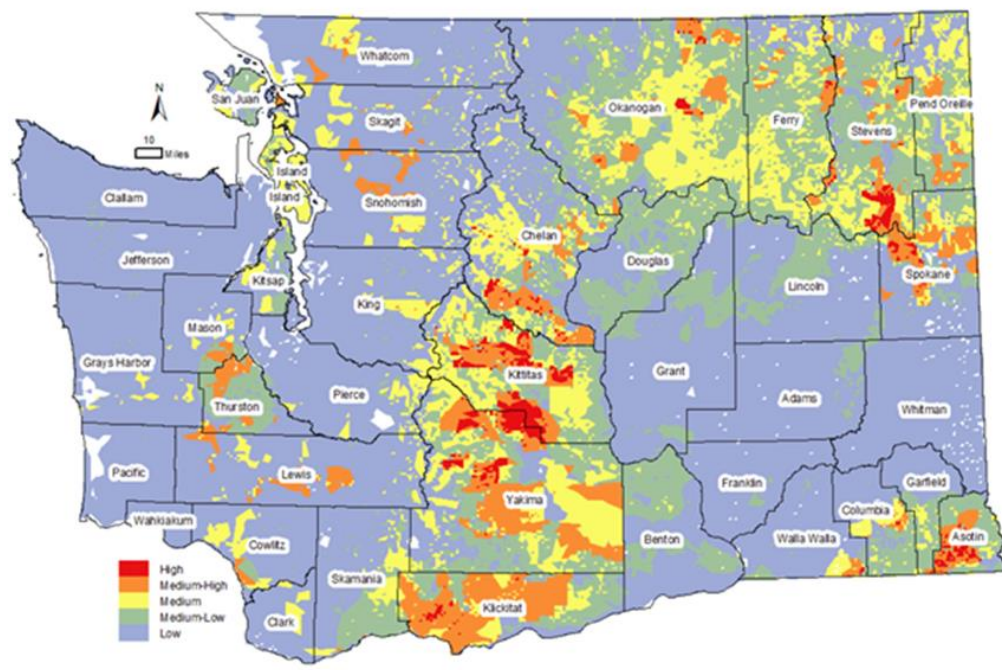 Whatcom
San Juan
N
Okanogan
Pend Oreille
Skagit
Ferry
Stevens
10
Miles
Island
Island
Clallam
Snohomish
Chelan
Jefferson
Douglas
Kitsap
Spokane
Lincoln
King
Mason
Grays Harbor
Kittitas
Grant
Pierce
Adams
Thurston
Whitman
Pacific
Lewis
Franklin
Garfield
Yakima
Columbia
Wahkiakum
Asotin
Cowlitz
Benton
Walla Walla
High
Medium-High
Medium
Medium-Low
Low
Skamania
Klickitat
Clark